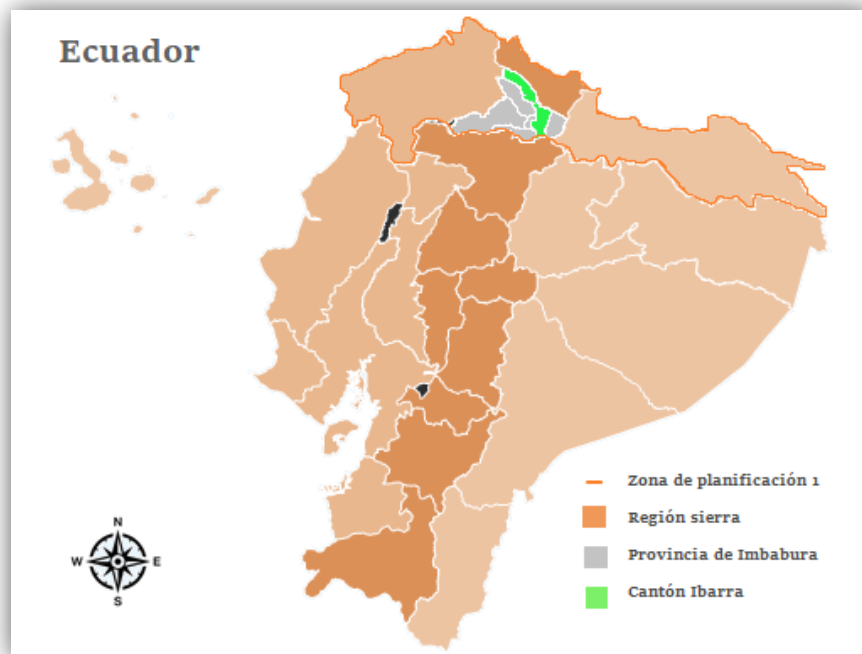 Ecuador
Zona de planificación 1
Región sierra
Provincia de Imbabura
Cantón Ibarra
N
W
E
S